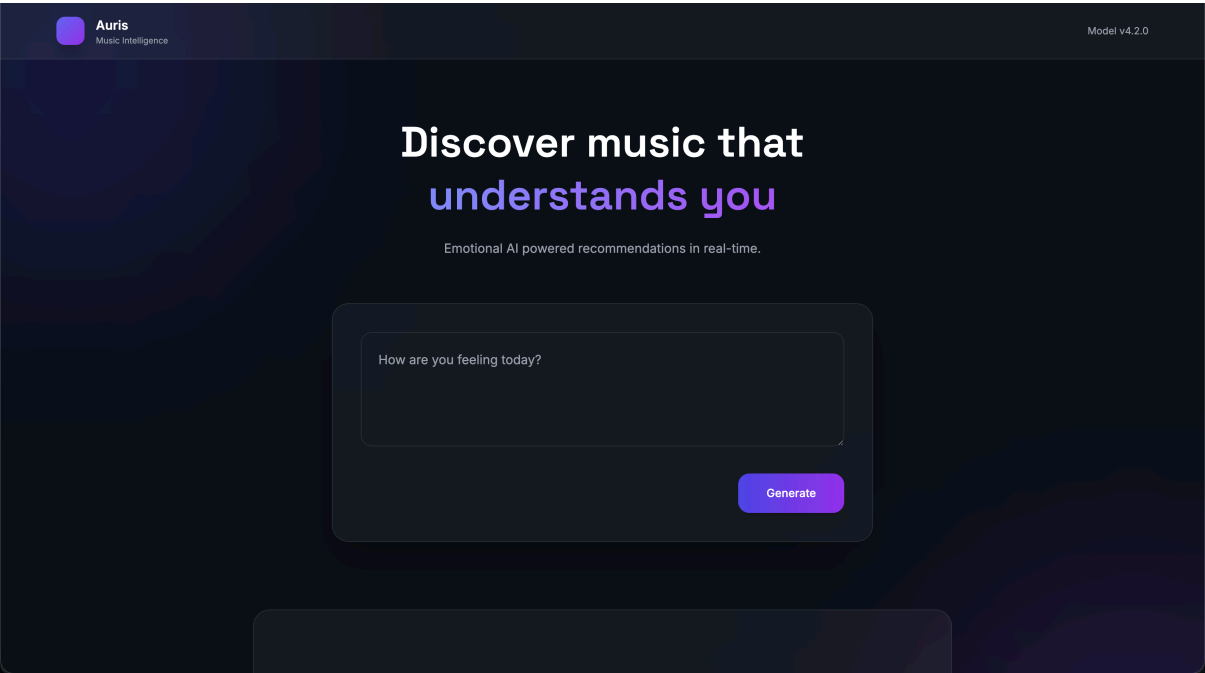 Auris
Music Intelligence
Model v4.2.0
Discover music that
understands you
Emotional AI powered recommendations in real-time.
How are you feeling today?
Generate